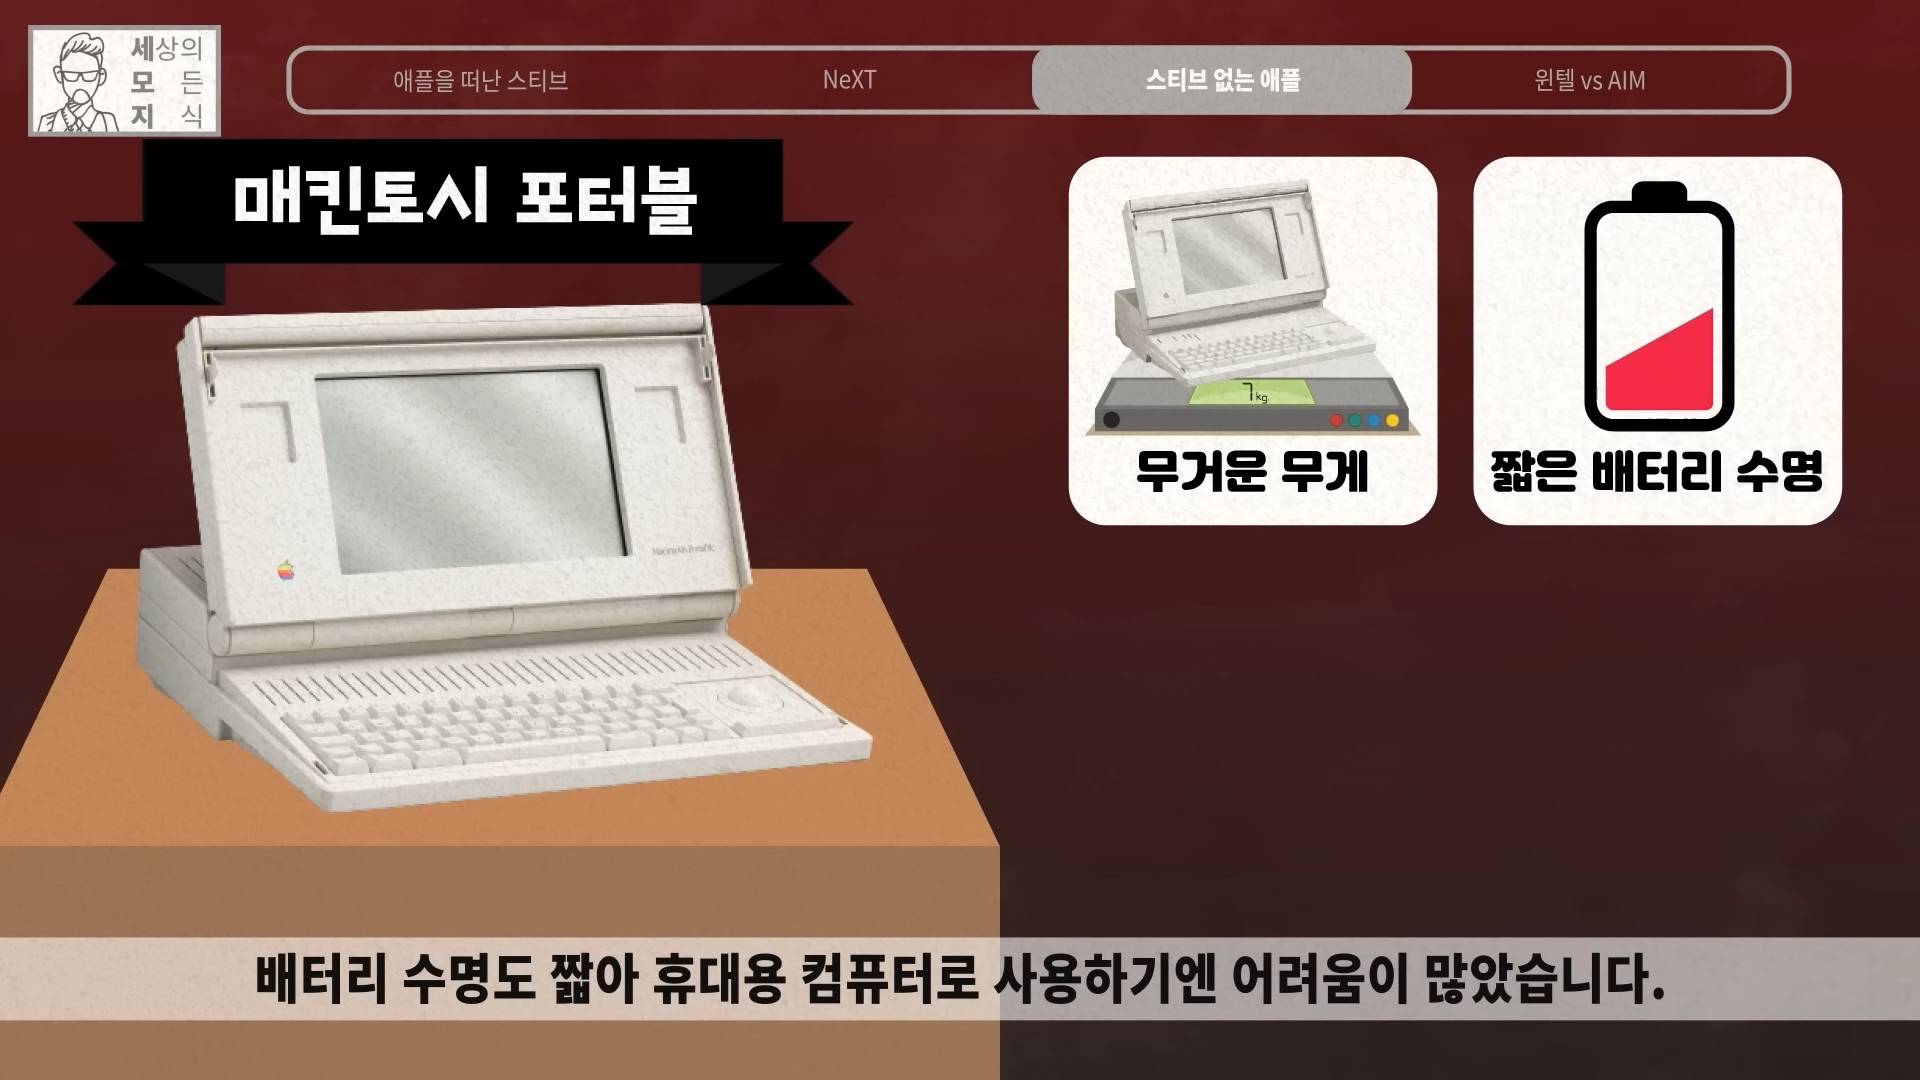 세상의
모든
지식
애플을 떠난 스티브
NeXT
스티브 없는 애플
윈텔 vs AIM
매킨토시 포터블
Macintosh Portable
7kg.
무거운 무게
짧은 배터리 수명
배터리 수명도 짧아 휴대용 컴퓨터로 사용하기엔 어려움이 많았습니다.